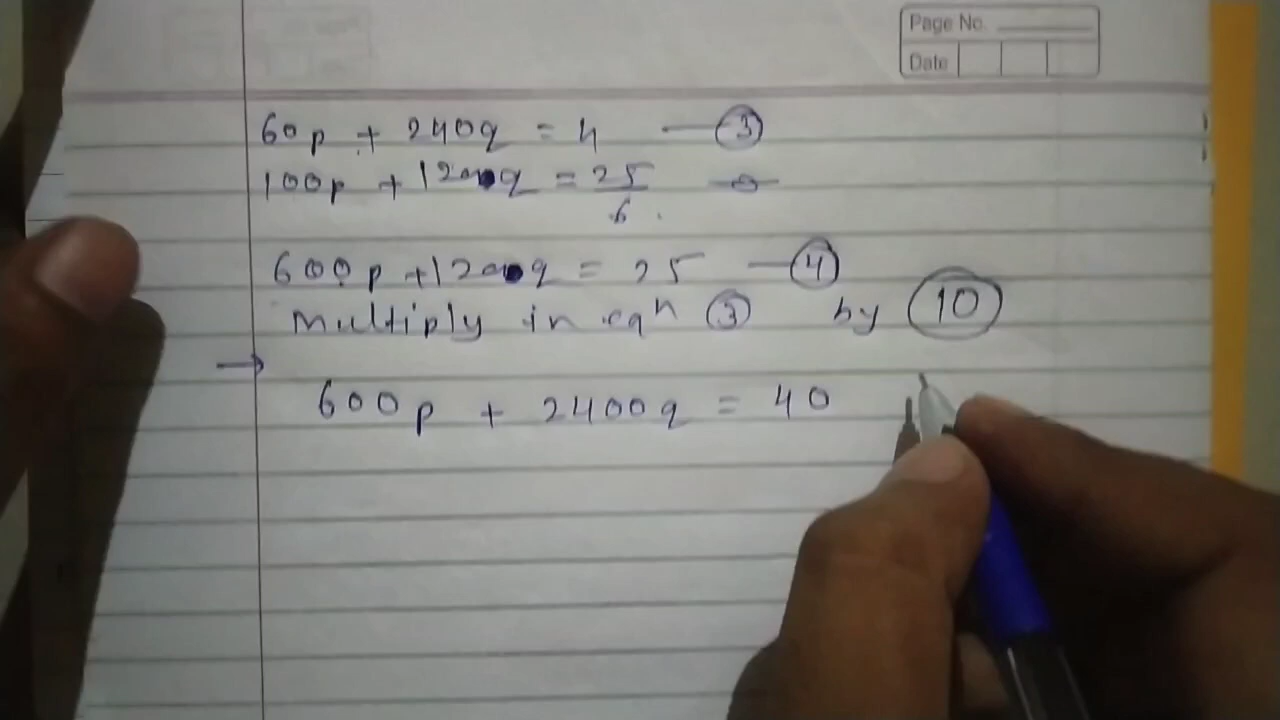 Page No.
Date
60p + 240q = 4 — ③
100p + 1200q = 25/6
600p + 1200q = 25 — ④
Multiply in eqn ③ by ⑩
→
600p + 2400q = 40